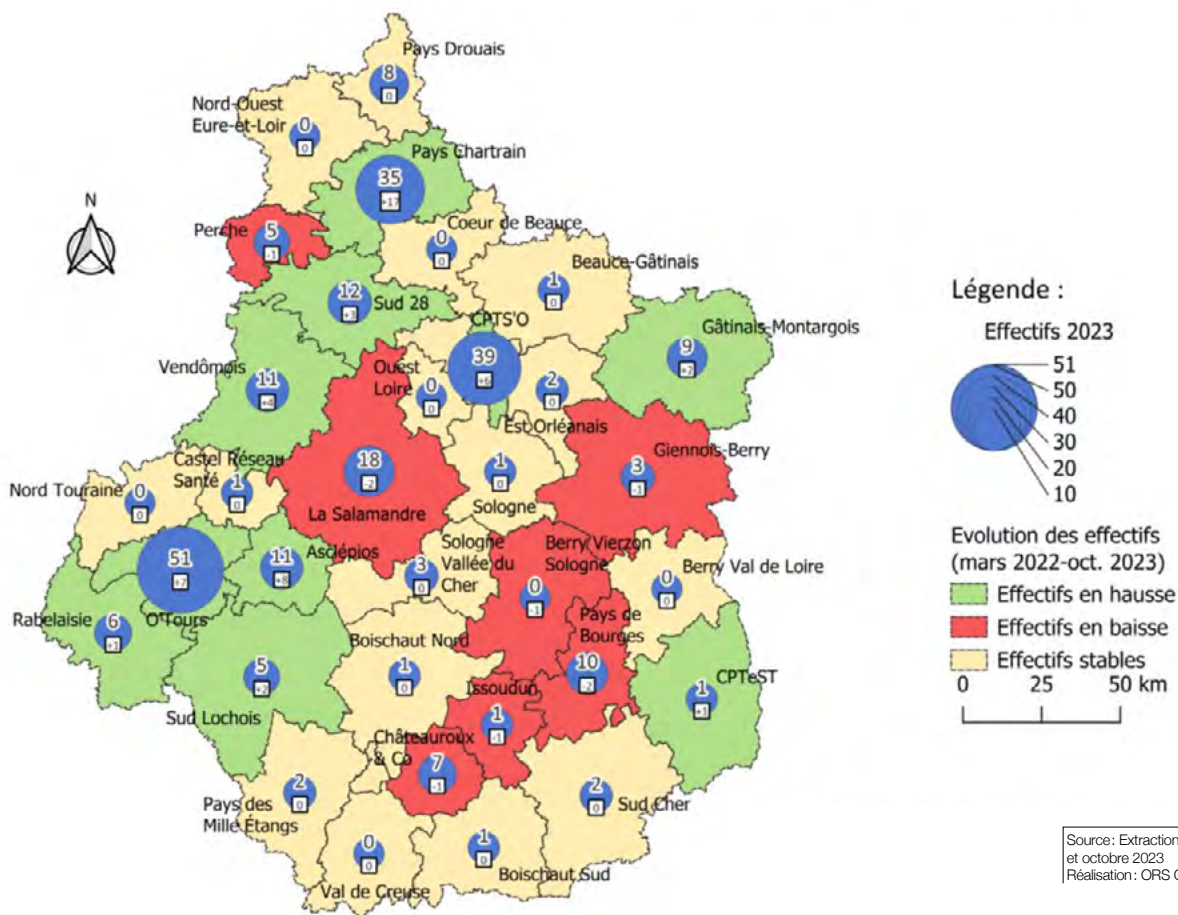 Pays Drouais
8
0
Nord-Ouest
Eure-et-Loir
0
0
Pays Chartrain
35
+17
N
Perche
5
-1
Coeur de Beauce
0
0
Beauce-Gâtinais
1
0
12
+3
Sud 28
CPTS'O
39
+6
Gâtinais-Montargois
9
+2
Vendômois
11
+4
Ouest
Loire
0
0
2
0
Est Orléanais
Giennois-Berry
3
-1
18
-2
La Salamandre
1
0
Sologne
Castel Réseau
Santé
1
0
Nord Touraine
0
0
51
+7
O'Tours
11
+8
Asclépios
Sologne
Vallée du
Cher
3
0
Berry Vierzon
Sologne
0
-1
0
0
Berry Val de Loire
Rabelaisie
6
Boischaut Nord
1
0
Pays de
Bourges
10
-2
CPTeST
1
+1
5
+2
Sud Lochois
Issoudun
1
-1
Châteauroux
& Co
7
-1
2
0
Pays des
Mille Étangs
2
0
Sud Cher
0
0
Val de Creuse
1
0
Boischaut Sud
Légende :
Effectifs 2023
51
50
40
30
20
10
Evolution des effectifs
(mars 2022-oct. 2023)
Effectifs en hausse
Effectifs en baisse
Effectifs stables
0 25 50 km
Source: Extraction
et octobre 2023
Réalisation: ORS